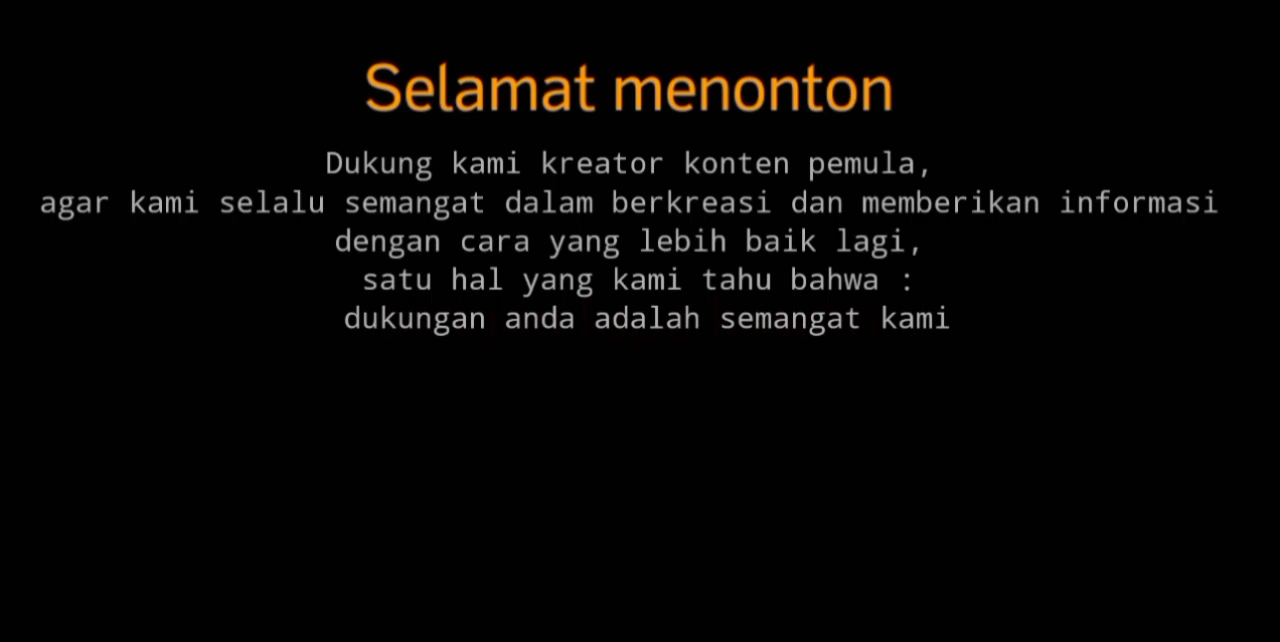 Selamat menonton
Dukung kami kreator konten pemula,
agar kami selalu semangat dalam berkreasi dan memberikan informasi
dengan cara yang lebih baik lagi,
satu hal yang kami tahu bahwa :
dukungan anda adalah semangat kami